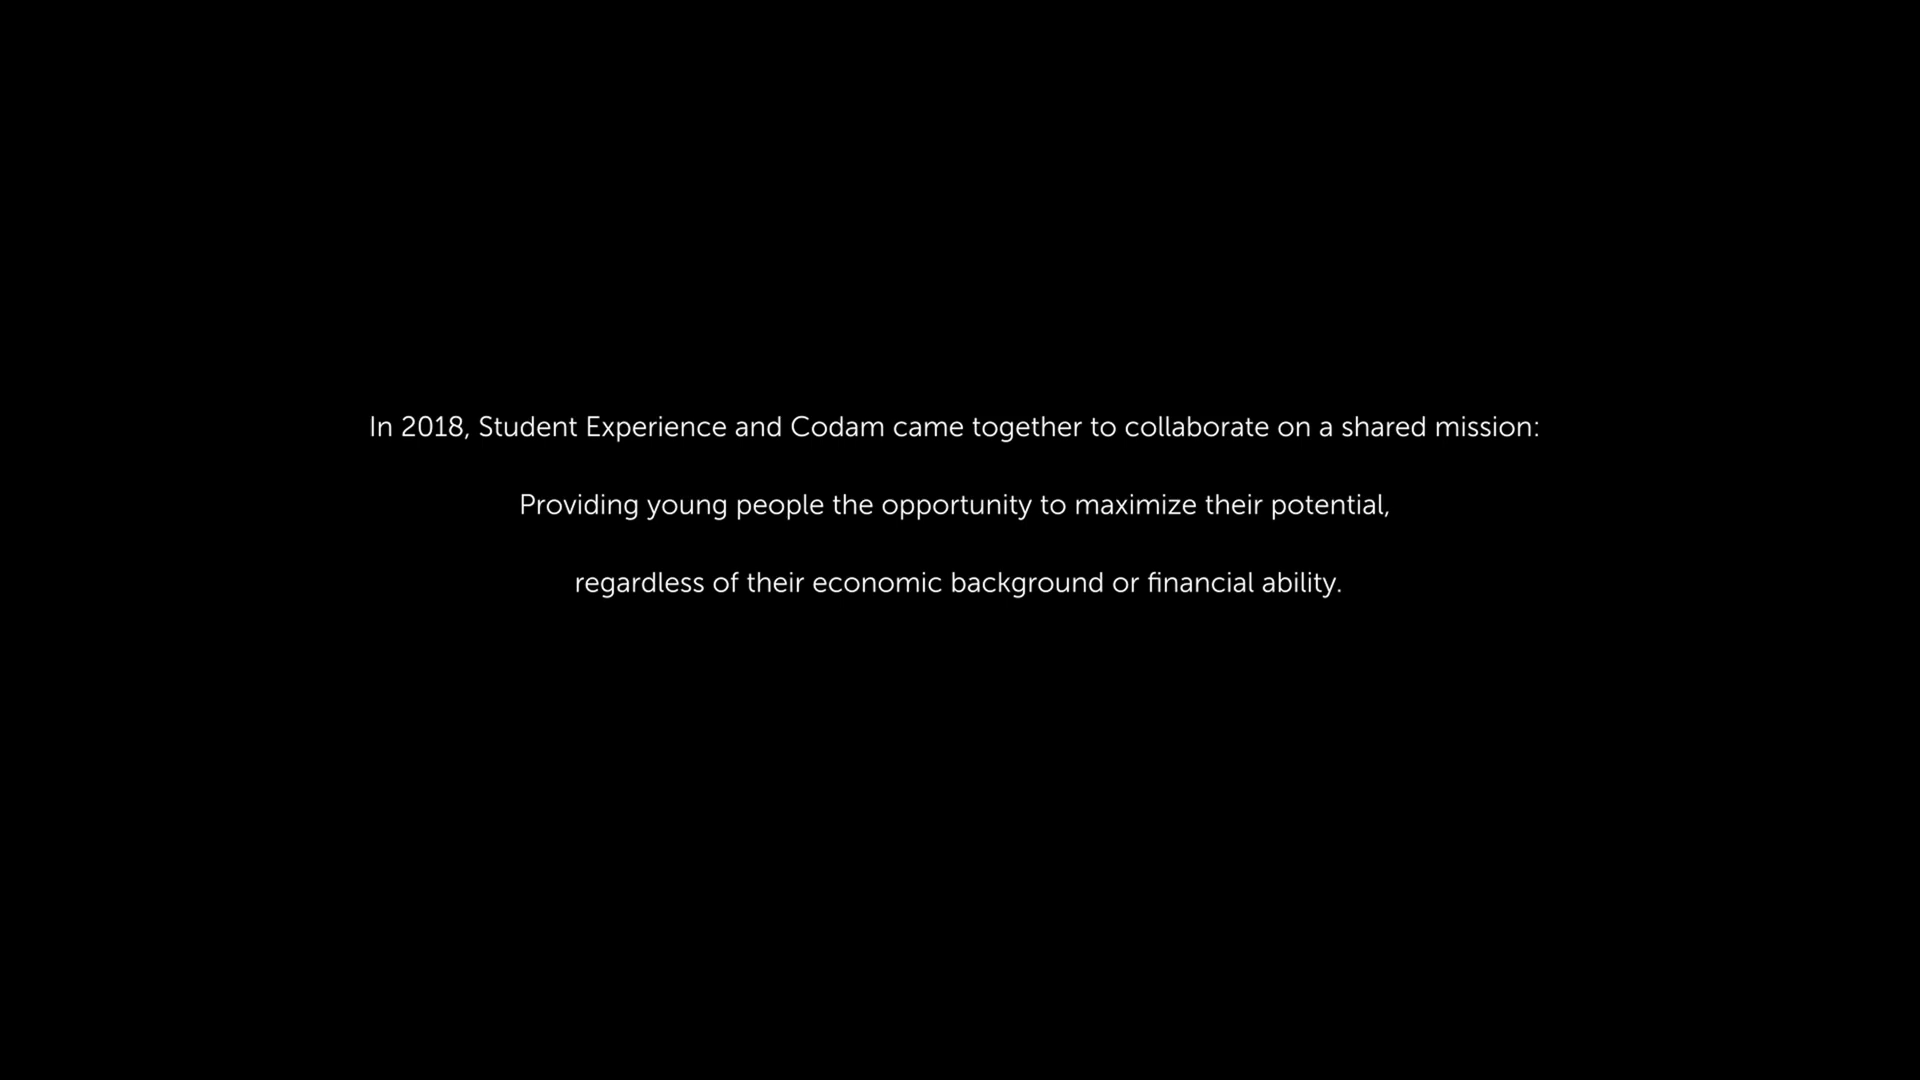 In 2018, Student Experience and Codam came together to collaborate on a shared mission:
Providing young people the opportunity to maximize their potential,
regardless of their economic background or financial ability.